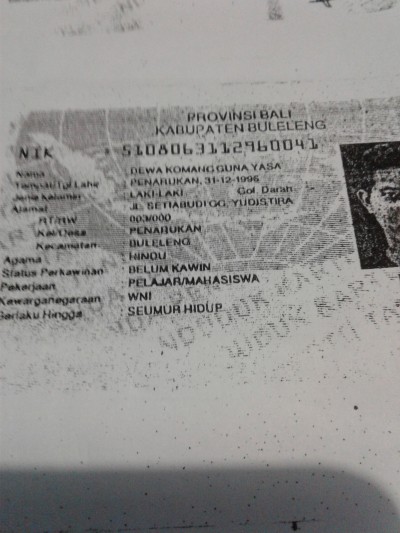 PROVINSI BALI
KABUPATEN BULELENG
NIK : 5108063112960041
Nama : DEWA KOMANG GUNA YASA
Tempat/Tgl Lahir : PENARUKAN, 31-12-1996
Jenis Kelamin : LAKI-LAKI Gol. Darah :
Alamat : JL. SETIABUDI GG. YUDISTIRA
RT/RW : 003/000
Kel/Desa : PENARUKAN
Kecamatan : BULELENG
Agama : HINDU
Status Perkawinan : BELUM KAWIN
Pekerjaan : PELAJAR/MAHASISWA
Kewarganegaraan : WNI
Berlaku Hingga : SEUMUR HIDUP